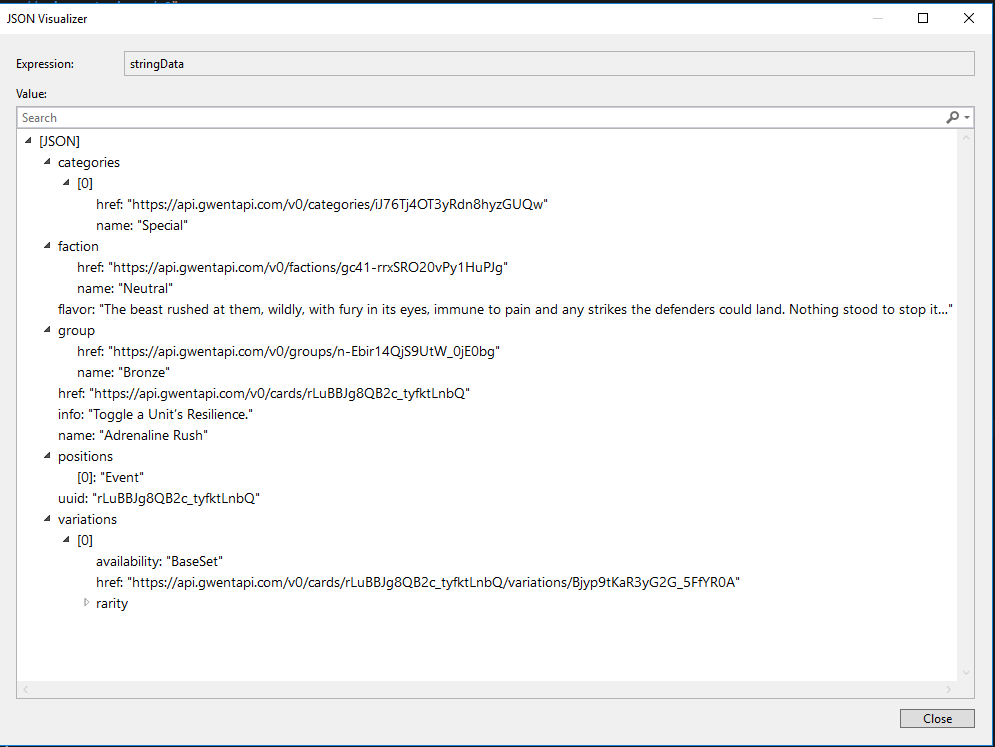 JSON Visualizer
Expression: stringData
Value:
Search
[JSON]
categories
[0]
href: "https://api.gwentapi.com/v0/categories/iJ76Tj4OT3yRdn8hyzGUQw"
name: "Special"
faction
href: "https://api.gwentapi.com/v0/factions/gc41-rrxSRO20vPy1HuPJg"
name: "Neutral"
flavor: "The beast rushed at them, wildly, with fury in its eyes, immune to pain and any strikes the defenders could land. Nothing stood to stop it…"
group
href: "https://api.gwentapi.com/v0/groups/n-Ebir14QjS9UtW_0jE0bg"
name: "Bronze"
href: "https://api.gwentapi.com/v0/cards/rLuBBJg8QB2c_tyfktLnbQ"
info: "Toggle a Unit’s Resilience."
name: "Adrenaline Rush"
positions
[0]: "Event"
uuid: "rLuBBJg8QB2c_tyfktLnbQ"
variations
[0]
availability: "BaseSet"
href: "https://api.gwentapi.com/v0/cards/rLuBBJg8QB2c_tyfktLnbQ/variations/Bjyp9tKaR3yG2G_5FfYR0A"
rarity
Close